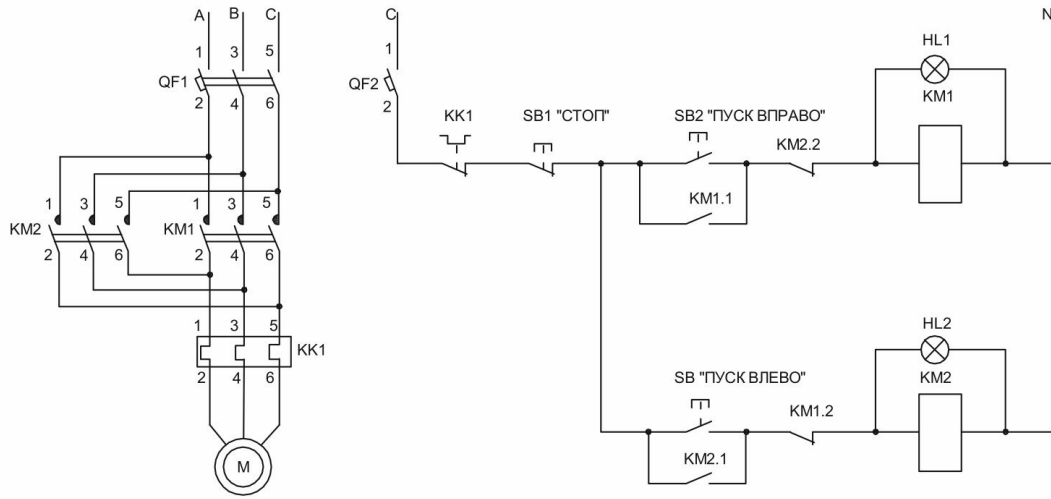 A B C
1 3 5
QF1
2 4 6
1 3 5 1 3 5
KM2 KM1
2 4 6 2 4 6
1 3 5
KK1
2 4 6
M
C N
1
QF2
2
KK1 SB1 "СТОП" SB2 "ПУСК ВПРАВО" KM2.2
KM1.1
HL1
KM1
SB "ПУСК ВЛЕВО" KM1.2
KM2.1
HL2
KM2